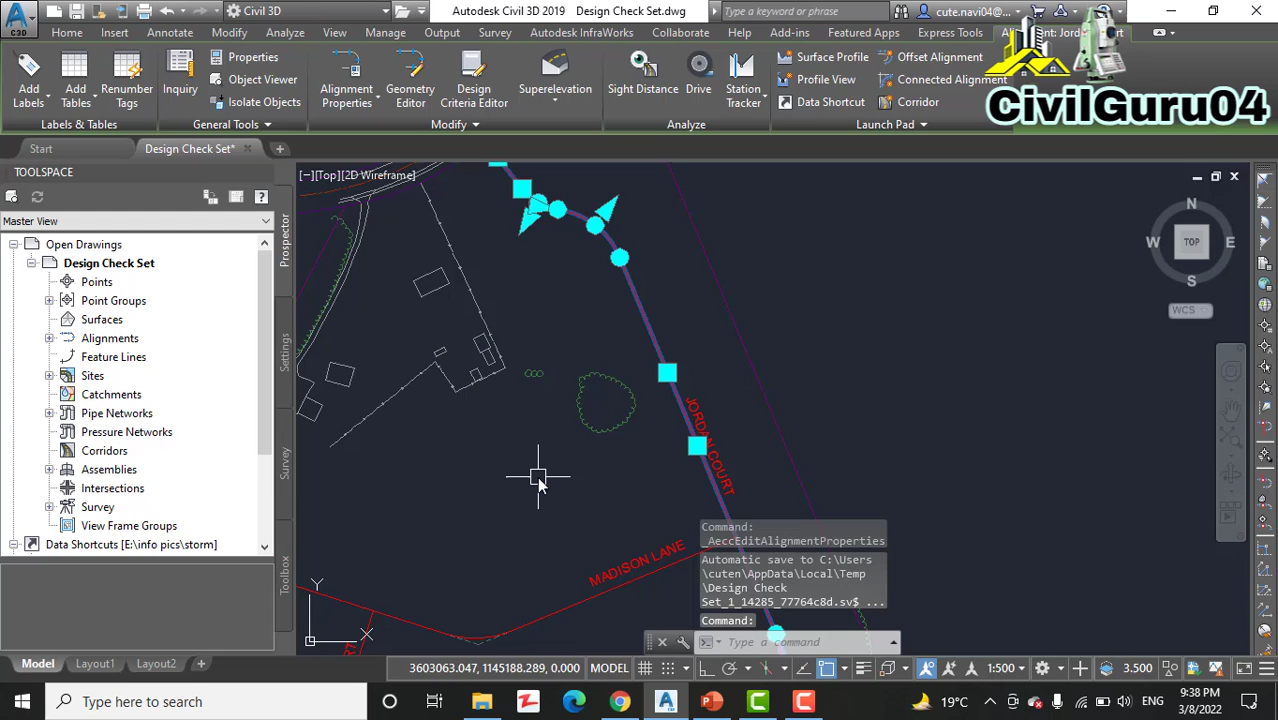 Civil 3D
Autodesk Civil 3D 2019 Design Check Set.dwg
Type a keyword or phrase
cute.navi04@...
C3D
Home Insert Annotate Modify Analyze View Manage Output Survey Autodesk InfraWorks Collaborate Help Add-ins Featured Apps Express Tools
CivilGuru04
Add Labels
Add Tables
Renumber Tags
Labels & Tables
Inquiry
Properties
Object Viewer
Isolate Objects
General Tools
Alignment Properties
Geometry Editor
Design Criteria Editor
Superelevation
Modify
Sight Distance
Drive
Station Tracker
Analyze
Surface Profile
Profile View
Data Shortcut
Offset Alignment
Connected Alignment
Corridor
Launch Pad
Start
Design Check Set*
TOOLSPACE
Master View
Open Drawings
Design Check Set
Points
Point Groups
Surfaces
Alignments
Feature Lines
Sites
Catchments
Pipe Networks
Pressure Networks
Corridors
Assemblies
Intersections
Survey
View Frame Groups
Data Shortcuts [E:\info pics\storm]
Prospector
Settings
Survey
Toolbox
[−][Top][2D Wireframe]
N
W TOP E
S
WCS
JORDAN COURT
MADISON LANE
Y
X
Command:
_AeccEditAlignmentProperties
Automatic save to C:\Users
\cuten\AppData\Local\Temp
\Design Check
Set_1_14285_77764c8d.sv$ ...
Command:
Type a command
Model Layout1 Layout2 +
3603063.047, 1145188.289, 0.000 MODEL
1:500
3.500
Type here to search
19°C
ENG
9:38 PM
3/8/2022